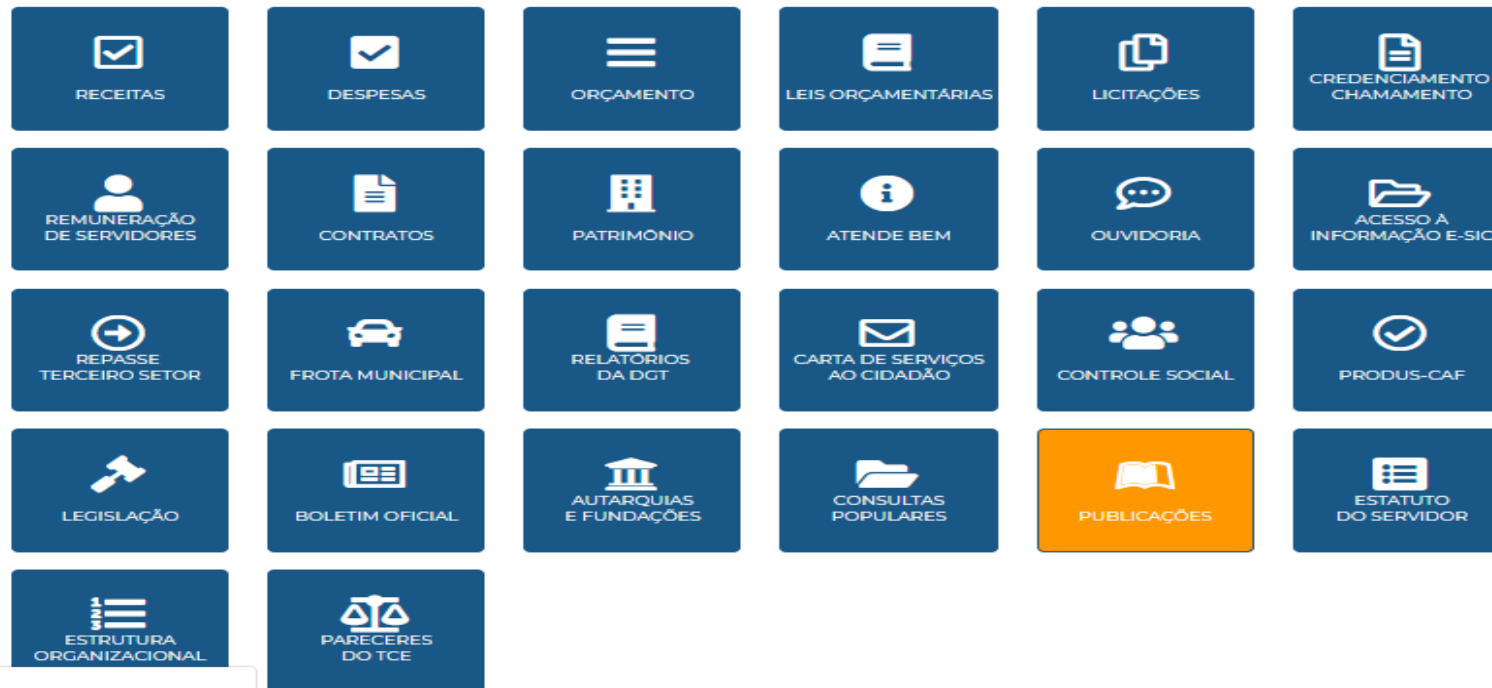 RECEITAS
DESPESAS
ORÇAMENTO
LEIS ORÇAMENTÁRIAS
LICITAÇÕES
CREDENCIAMENTO
CHAMAMENTO
REMUNERAÇÃO
DE SERVIDORES
CONTRATOS
PATRIMÔNIO
ATENDE BEM
OUVIDORIA
ACESSO À
INFORMAÇÃO E-SIC
REPASSE
TERCEIRO SETOR
FROTA MUNICIPAL
RELATÓRIOS
DA DGT
CARTA DE SERVIÇOS
AO CIDADÃO
CONTROLE SOCIAL
PRODUS-CAF
LEGISLAÇÃO
BOLETIM OFICIAL
AUTARQUIAS
E FUNDAÇÕES
CONSULTAS
POPULARES
PUBLICAÇÕES
ESTATUTO
DO SERVIDOR
ESTRUTURA
ORGANIZACIONAL
PARECERES
DO TCE